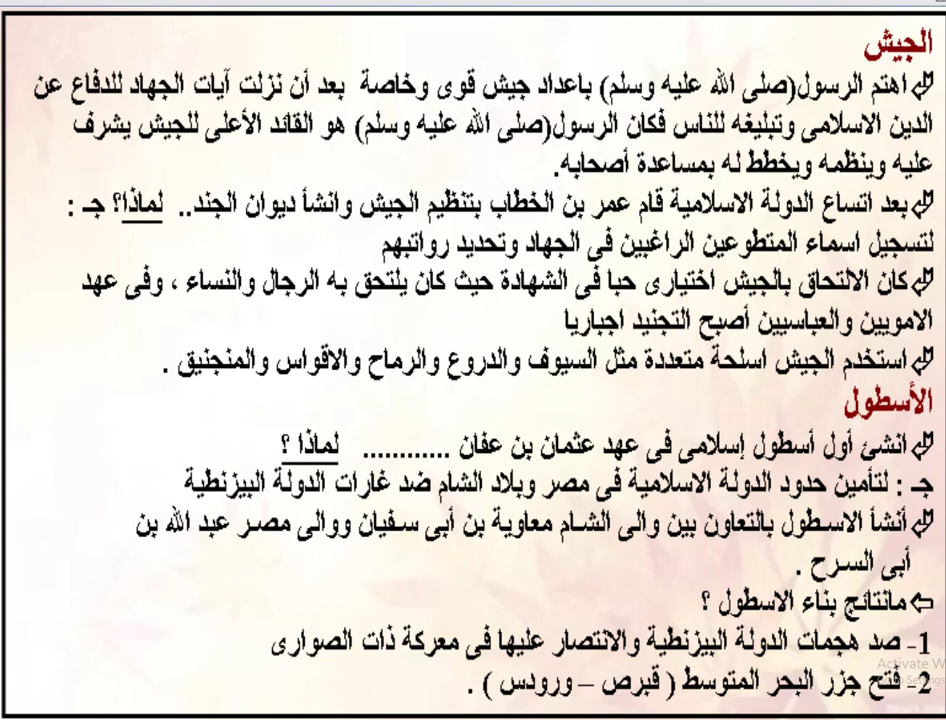 الجيش
اهتم الرسول(صلى الله عليه وسلم) باعداد جيش قوى وخاصة بعد أن نزلت آيات الجهاد للدفاع عن
الدين الاسلامى وتبليغه للناس فكان الرسول(صلى الله عليه وسلم) هو القائد الأعلى للجيش يشرف
عليه وينظمه ويخطط له بمساعدة أصحابه.
بعد اتساع الدولة الاسلامية قام عمر بن الخطاب بتنظيم الجيش وانشأ ديوان الجند.. لماذا؟ جـ :
لتسجيل اسماء المتطوعين الراغبين فى الجهاد وتحديد رواتبهم
كان الالتحاق بالجيش اختيارى حبا فى الشهادة حيث كان يلتحق به الرجال والنساء ، وفى عهد
الامويين والعباسيين أصبح التجنيد اجباريا
استخدم الجيش اسلحة متعددة مثل السيوف والدروع والرماح والاقواس والمنجنيق .
الأسطول
انشئ أول أسطول إسلامى فى عهد عثمان بن عفان ............ لماذا ؟
جـ : لتأمين حدود الدولة الاسلامية فى مصر وبلاد الشام ضد غارات الدولة البيزنطية
أنشأ الاسطول بالتعاون بين والى الشام معاوية بن أبى سفيان ووالى مصر عبد الله بن
أبى السرح .
مانتائج بناء الاسطول ؟
1- صد هجمات الدولة البيزنطية والانتصار عليها فى معركة ذات الصوارى
2- فتح جزر البحر المتوسط ( قبرص – ورودس ) .
Activate W
Settings